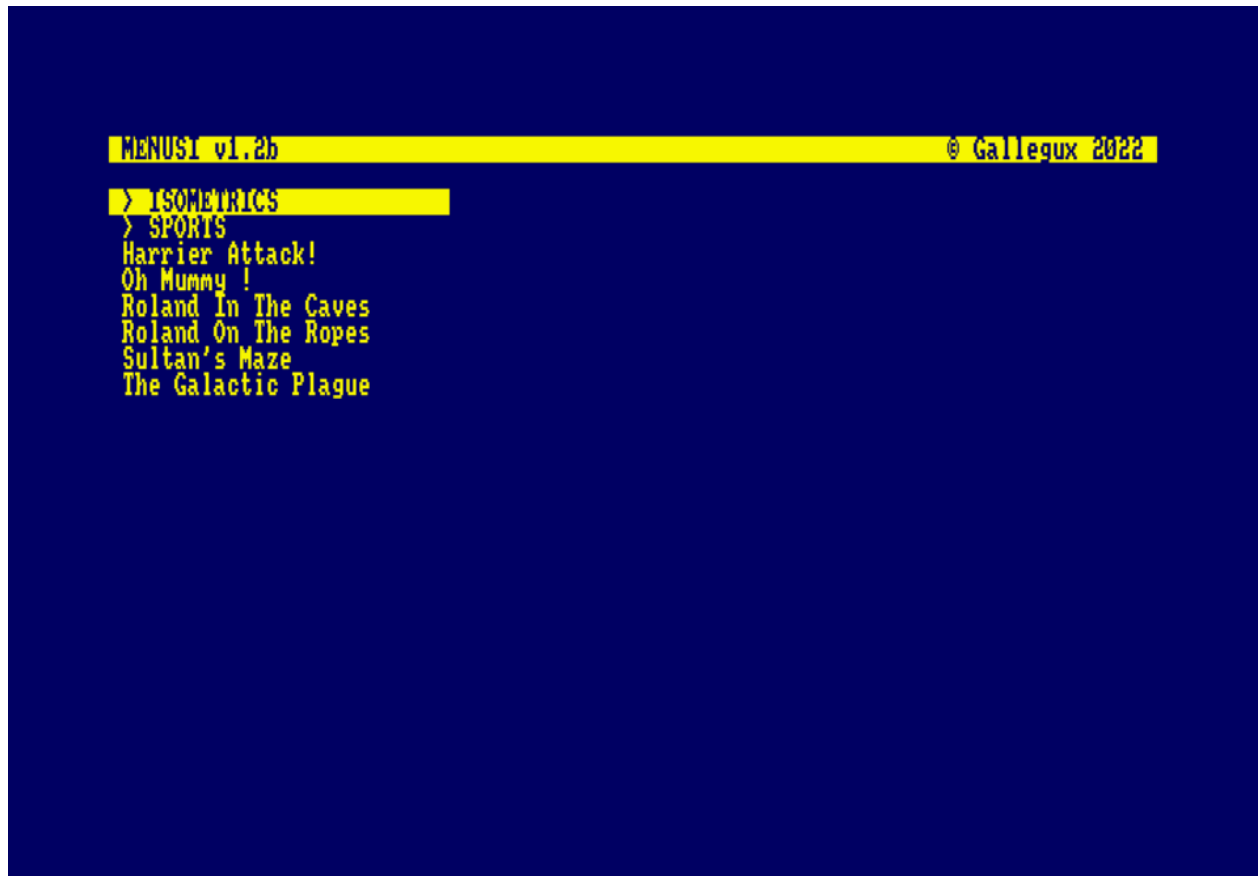 MENUSI v1.2b © Gallegux 2022
> ISOMETRICS
> SPORTS
Harrier Attack!
Oh Mummy !
Roland In The Caves
Roland On The Ropes
Sultan's Maze
The Galactic Plague